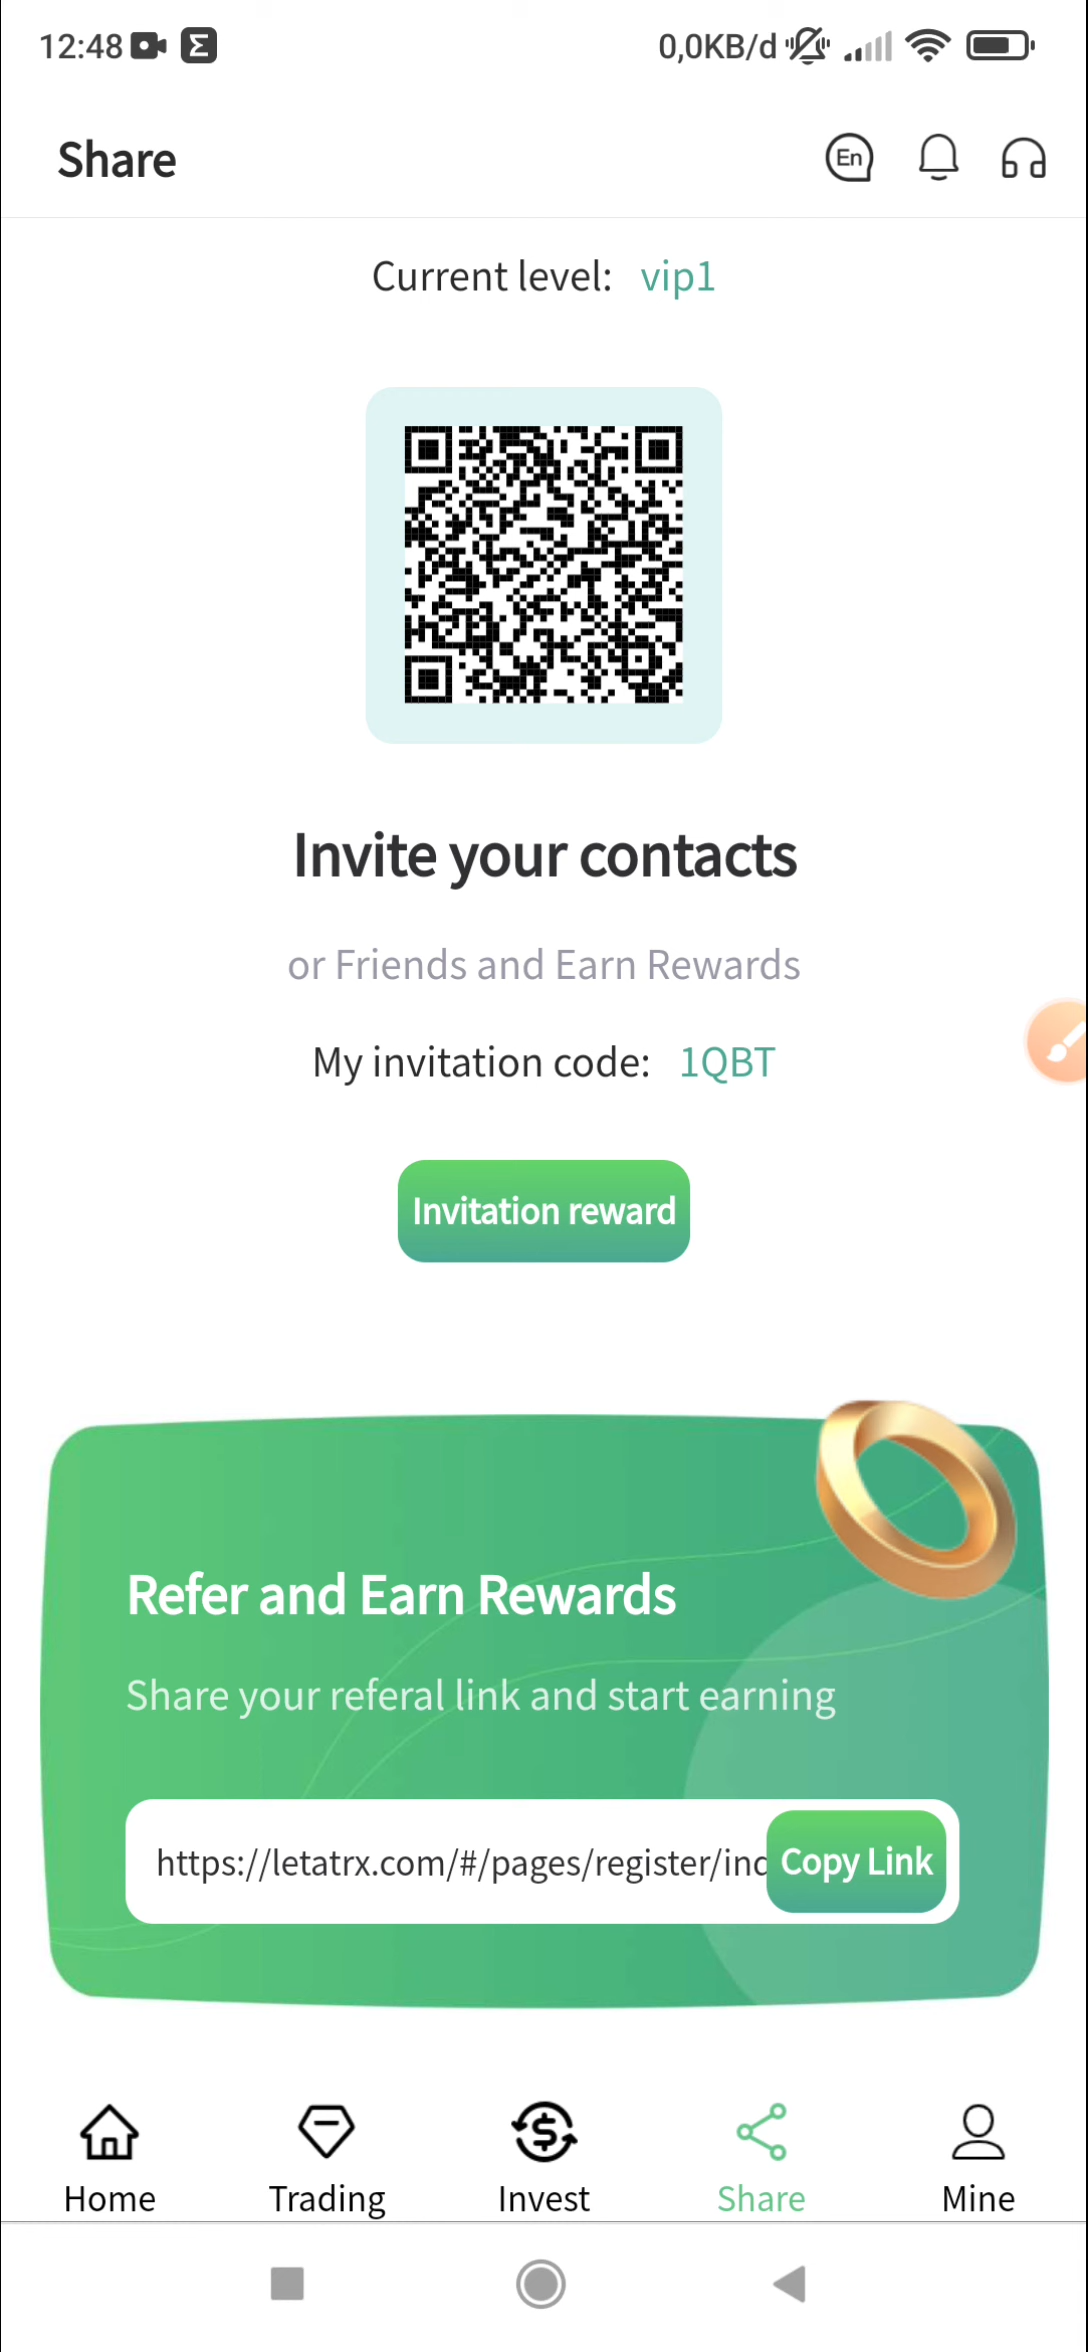 12:48 0,0KB/d
Share En
Current level: vip1
Invite your contacts
or Friends and Earn Rewards
My invitation code: 1QBT
Invitation reward
Refer and Earn Rewards
Share your referal link and start earning
https://letatrx.com/#/pages/register/inc Copy Link
Home Trading Invest Share Mine